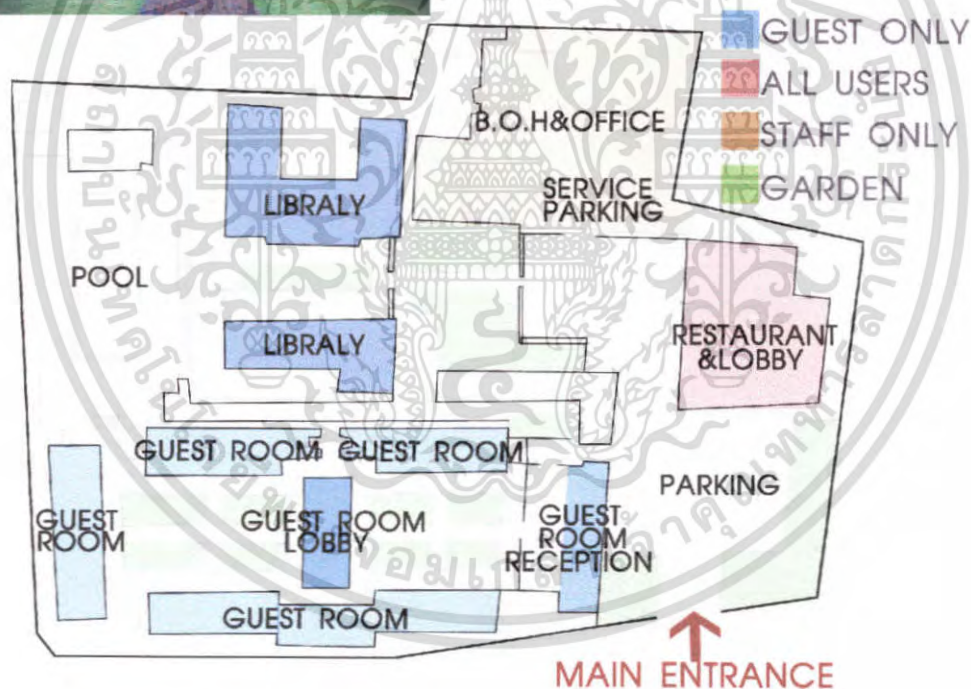 GUEST ONLY
ALL USERS
STAFF ONLY
GARDEN
B.O.H&OFFICE
SERVICE
PARKING
LIBRALY
POOL
LIBRALY
RESTAURANT
&LOBBY
GUEST ROOM
GUEST ROOM
PARKING
GUEST
ROOM
GUEST ROOM
LOBBY
GUEST
ROOM
RECEPTION
GUEST ROOM
MAIN ENTRANCE